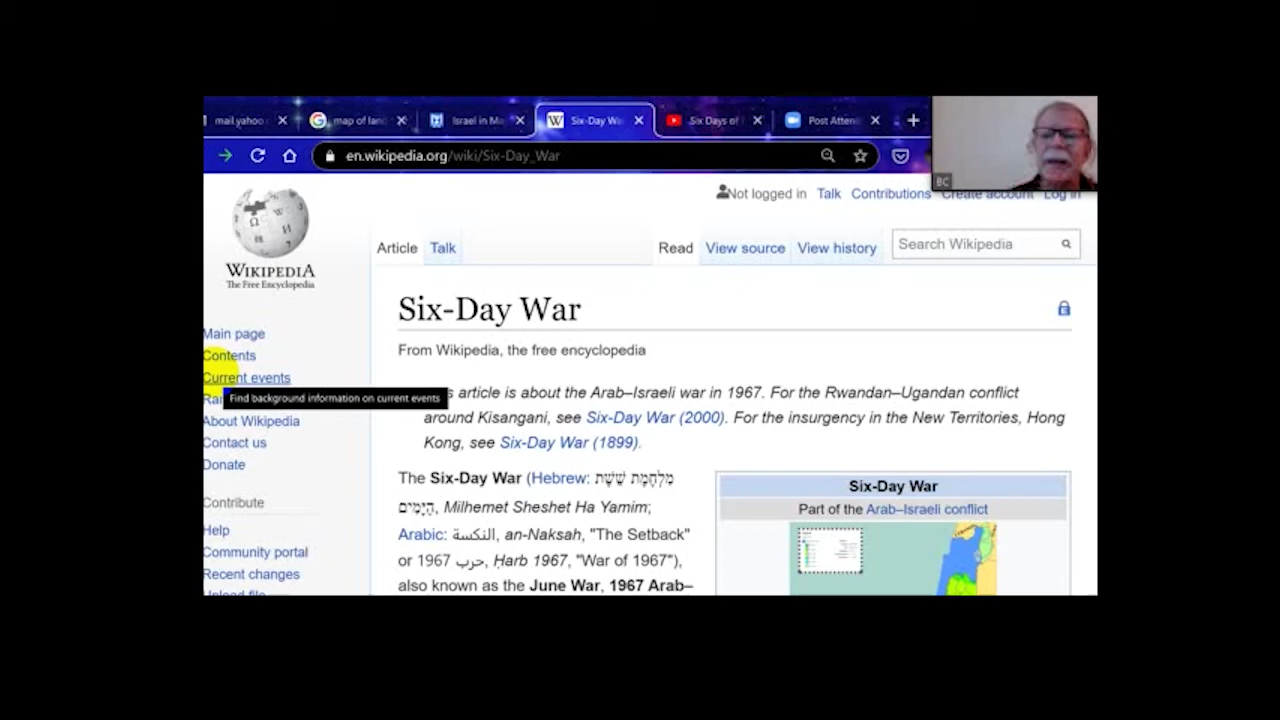 mail.yahoo
map of land
Israel in Ma
Six-Day Wa
Six Days of
Post Atten
en.wikipedia.org/wiki/Six-Day_War
BC
Not logged in Talk Contributions Create account Log in
WIKIPEDIA
The Free Encyclopedia
Article Talk Read View source View history Search Wikipedia
Main page
Contents
Current events
Find background information on current events
About Wikipedia
Contact us
Donate
Contribute
Help
Community portal
Recent changes
Upload file
Six-Day War
From Wikipedia, the free encyclopedia
s article is about the Arab–Israeli war in 1967. For the Rwandan–Ugandan conflict
around Kisangani, see Six-Day War (2000). For the insurgency in the New Territories, Hong
Kong, see Six-Day War (1899).
The Six-Day War (Hebrew: מִלְחֶמֶת שֵׁשֶׁת
הַיָּמִים, Milhemet Sheshet Ha Yamim;
Arabic: النكسة, an-Naksah, "The Setback"
or حرب 1967, Ḥarb 1967, "War of 1967"),
also known as the June War, 1967 Arab–
Six-Day War
Part of the Arab–Israeli conflict